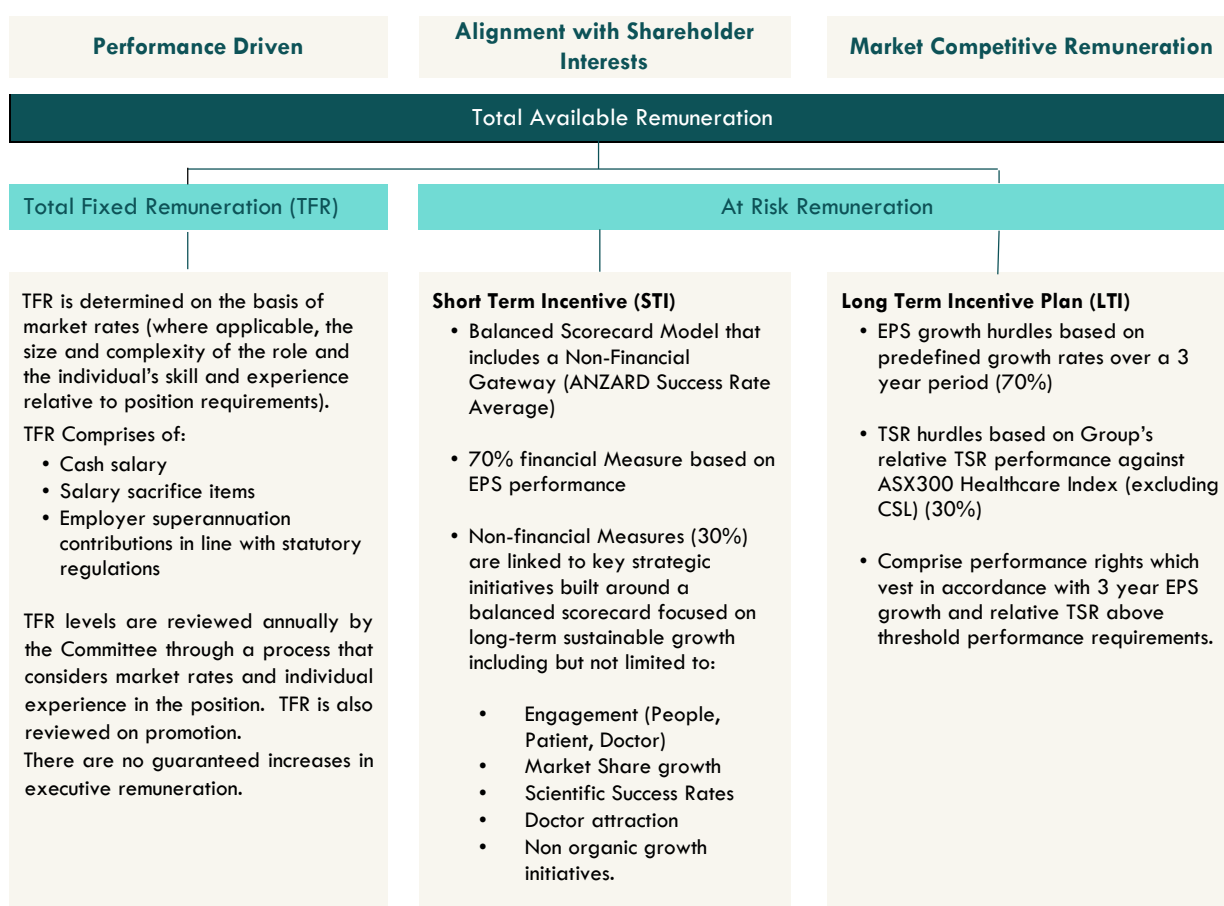 Performance Driven
Alignment with Shareholder
Interests
Market Competitive Remuneration
Total Available Remuneration
Total Fixed Remuneration (TFR)
At Risk Remuneration
TFR is determined on the basis of
market rates (where applicable, the
size and complexity of the role and
the individual's skill and experience
relative to position requirements).
TFR Comprises of:
• Cash salary
• Salary sacrifice items
• Employer superannuation
contributions in line with statutory
regulations
TFR levels are reviewed annually by
the Committee through a process that
considers market rates and individual
experience in the position. TFR is also
reviewed on promotion.
There are no guaranteed increases in
executive remuneration.
Short Term Incentive (STI)
• Balanced Scorecard Model that
includes a Non-Financial
Gateway (ANZARD Success Rate
Average)
• 70% financial Measure based on
EPS performance
• Non-financial Measures (30%)
are linked to key strategic
initiatives built around a
balanced scorecard focused on
long-term sustainable growth
including but not limited to:
• Engagement (People,
Patient, Doctor)
• Market Share growth
• Scientific Success Rates
• Doctor attraction
• Non organic growth
initiatives.
Long Term Incentive Plan (LTI)
• EPS growth hurdles based on
predefined growth rates over a 3
year period (70%)
• TSR hurdles based on Group's
relative TSR performance against
ASX300 Healthcare Index (excluding
CSL) (30%)
• Comprise performance rights which
vest in accordance with 3 year EPS
growth and relative TSR above
threshold performance requirements.